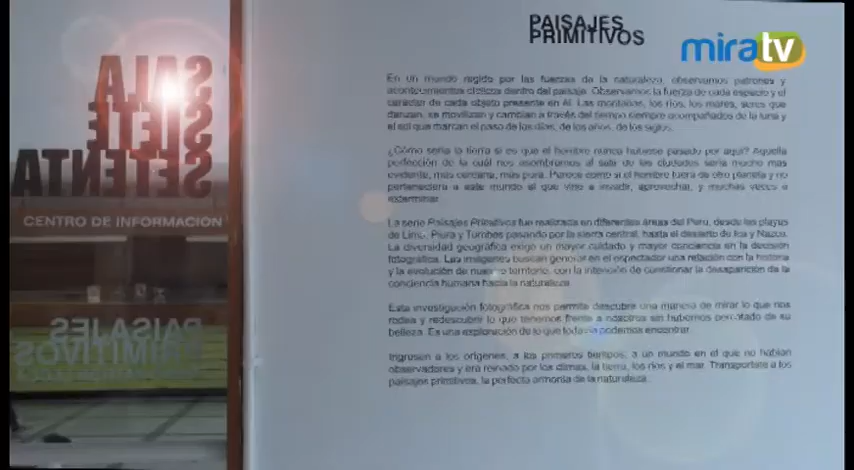 PAISAJES
PRIMITIVOS
miratv
En un mundo regido por las fuerzas de la naturaleza, observamos patrones y
acontecimientos cíclicos dentro del paisaje. Observamos la fuerza de cada espacio y el
carácter de cada objeto presente en él. Las montañas, los ríos, los mares, seres que
danzan, se movilizan y cambian a través del tiempo siempre acompañados de la luna y
el sol que marcan el paso de los días, de los años, de los siglos.
¿Cómo sería la tierra si es que el hombre nunca hubiese pasado por aquí? Aquella
perfección de la cuál nos asombramos al salir de las ciudades sería mucho más
evidente, más cercana, más pura. Parece como si el hombre fuera de otro planeta y no
perteneciera a este mundo al que vino a invadir, aprovechar, y muchas veces a
exterminar.
La serie Paisajes Primitivos fue realizada en diferentes áreas del Perú, desde las playas
de Lima, Piura y Tumbes pasando por la sierra central, hasta el desierto de Ica y Nazca.
La diversidad geográfica exige un mayor cuidado y mayor conciencia en la decisión
fotográfica. Las imágenes buscan generar en el espectador una relación con la historia
y la evolución de nuestro territorio, con la intención de cuestionar la desaparición de la
conciencia humana hacia la naturaleza.
Esta investigación fotográfica nos permite descubrir una manera de mirar lo que nos
rodea y redescubrir lo que tenemos frente a nosotros sin habernos percatado de su
belleza. Es una exploración de lo que todavía podemos encontrar.
Ingresen a los orígenes, a los primeros tiempos, a un mundo en el que no habían
observadores y era reinado por los climas, la tierra, los ríos y el mar. Transportate a los
paisajes primitivos, la perfecta armonía de la naturaleza.
SALA
SIETE
SETENTA
CENTRO DE INFORMACION
PAISAJES
PRIMITIVOS